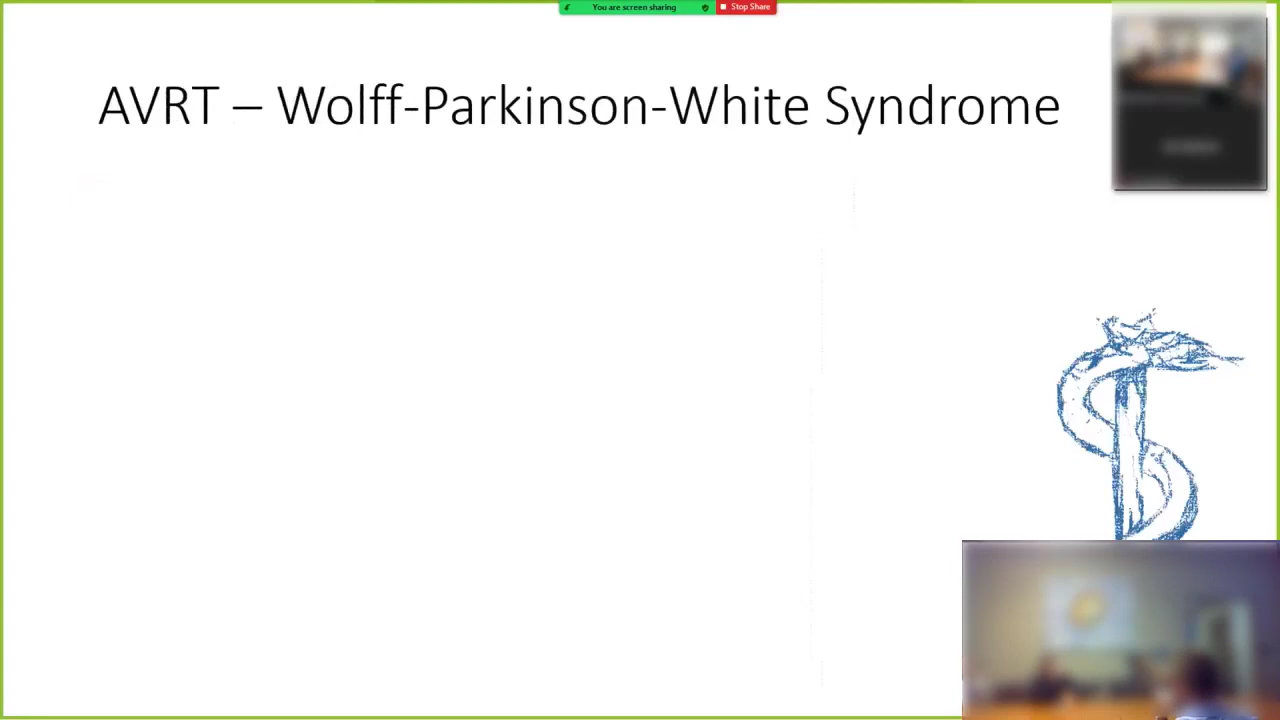 You are screen sharing
Stop Share
AVRT – Wolff-Parkinson-White Syndrome